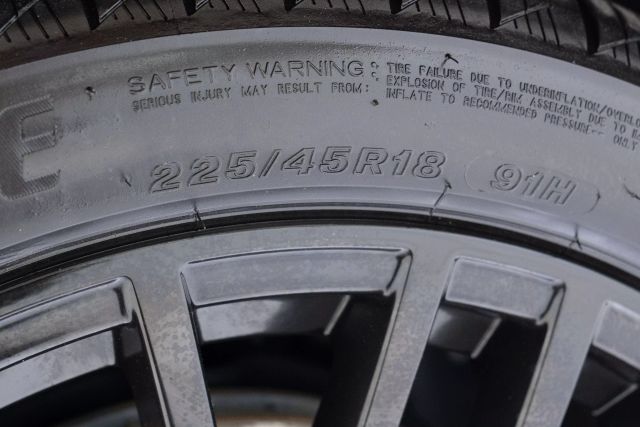 SAFETY WARNING:
SERIOUS INJURY MAY RESULT FROM:
TIRE FAILURE DUE TO UNDERINFLATION/OVERLO
EXPLOSION OF TIRE/RIM ASSEMBLY DUE TO
INFLATE TO RECOMMENDED PRESSURE-- ONLY
E
225/45R18 91H